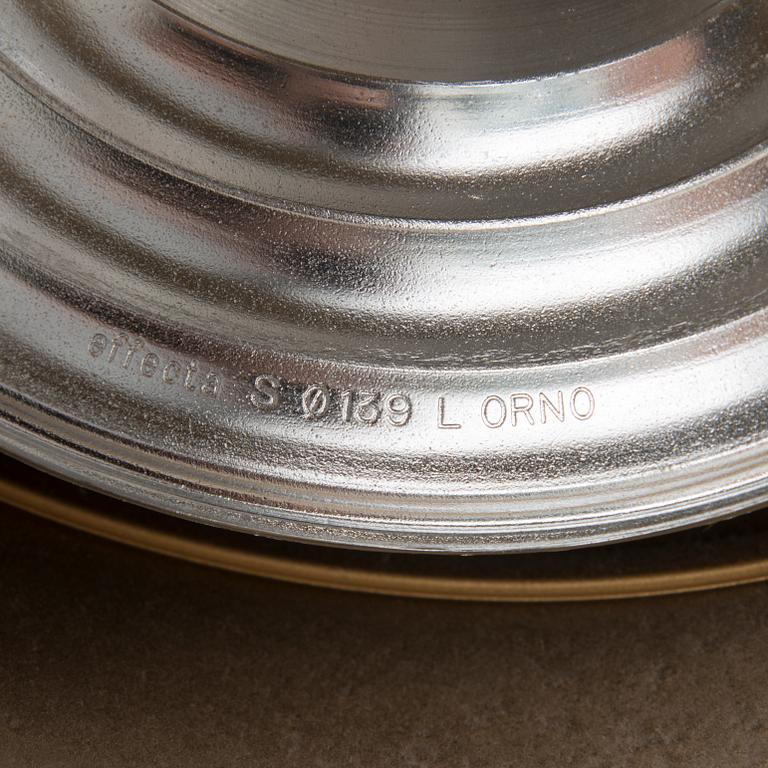 effecta S Ø139 L ORNO